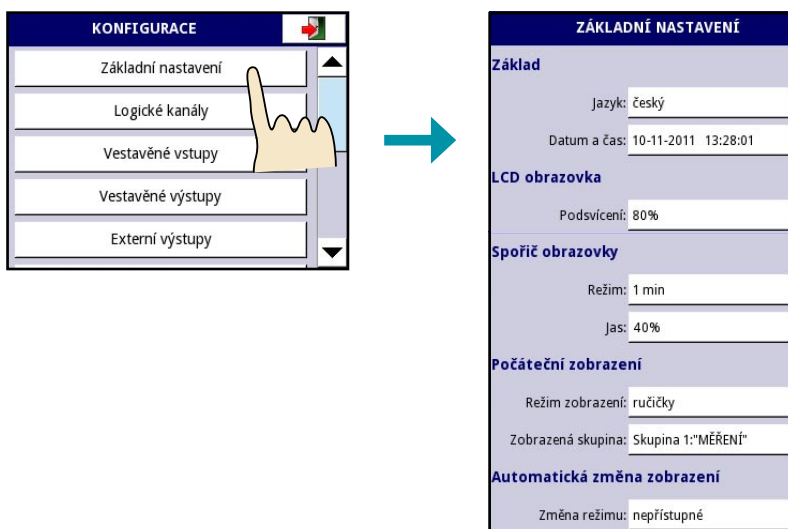 KONFIGURACE
Základní nastavení
Logické kanály
Vestavěné vstupy
Vestavěné výstupy
Externí výstupy
ZÁKLADNÍ NASTAVENÍ
Základ
Jazyk: český
Datum a čas: 10-11-2011 13:28:01
LCD obrazovka
Podsvícení: 80%
Spořič obrazovky
Režim: 1 min
Jas: 40%
Počáteční zobrazení
Režim zobrazení: ručičky
Zobrazená skupina: Skupina 1:"MĚŘENÍ"
Automatická změna zobrazení
Změna režimu: nepřístupné